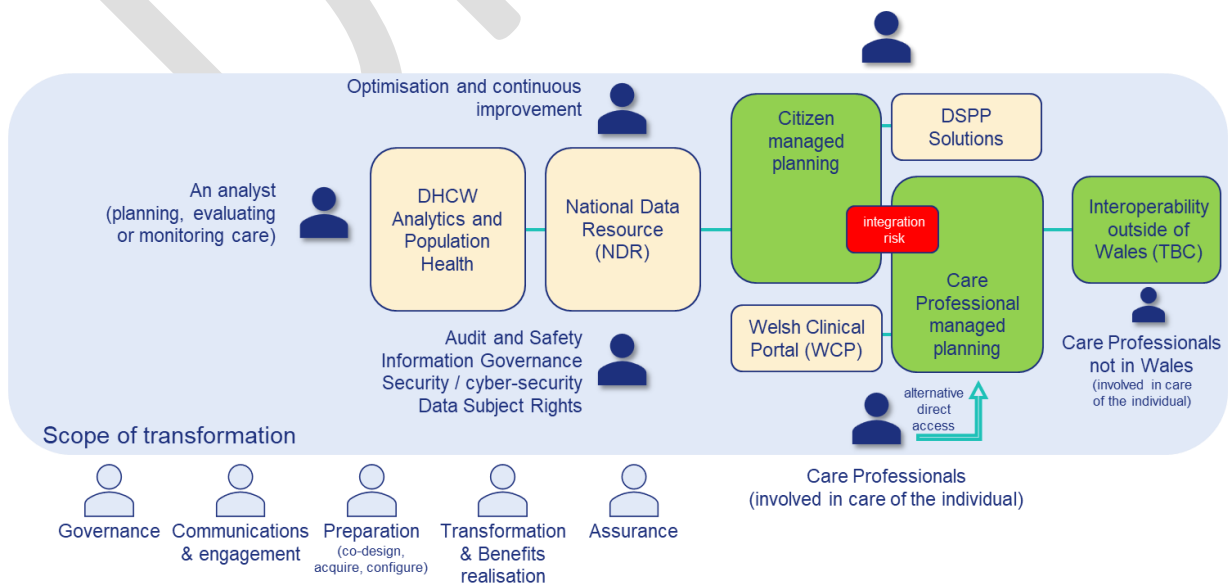 Optimisation and continuous
improvement
An analyst
(planning, evaluating
or monitoring care)
DHCW
Analytics and
Population
Health
National Data
Resource
(NDR)
Audit and Safety
Information Governance
Security / cyber-security
Data Subject Rights
Citizen
managed
planning
DSPP
Solutions
integration
risk
Care
Professional
managed
planning
Welsh Clinical
Portal (WCP)
Interoperability
outside of
Wales (TBC)
Care Professionals
not in Wales
(involved in care
of the individual)
alternative
direct
access
Care Professionals
(involved in care of the individual)
Scope of transformation
Governance
Communications
& engagement
Preparation
(co-design,
acquire, configure)
Transformation
& Benefits
realisation
Assurance